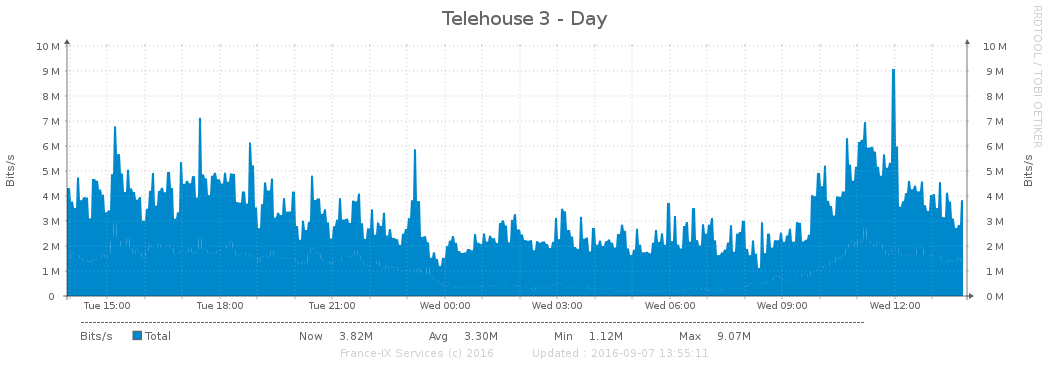 Telehouse 3 - Day
RRDTOOL / TOBI OETIKER
Bits/s
10 M 10 M
9 M 9 M
8 M 8 M
7 M 7 M
6 M 6 M
5 M 5 M
4 M 4 M
3 M 3 M
2 M 2 M
1 M 1 M
0 0 M
Bits/s
Tue 15:00 Tue 18:00 Tue 21:00 Wed 00:00 Wed 03:00 Wed 06:00 Wed 09:00 Wed 12:00
Bits/s Total Now 3.82M Avg 3.30M Min 1.12M Max 9.07M
France-IX Services (c) 2016 Updated : 2016-09-07 13:55:11